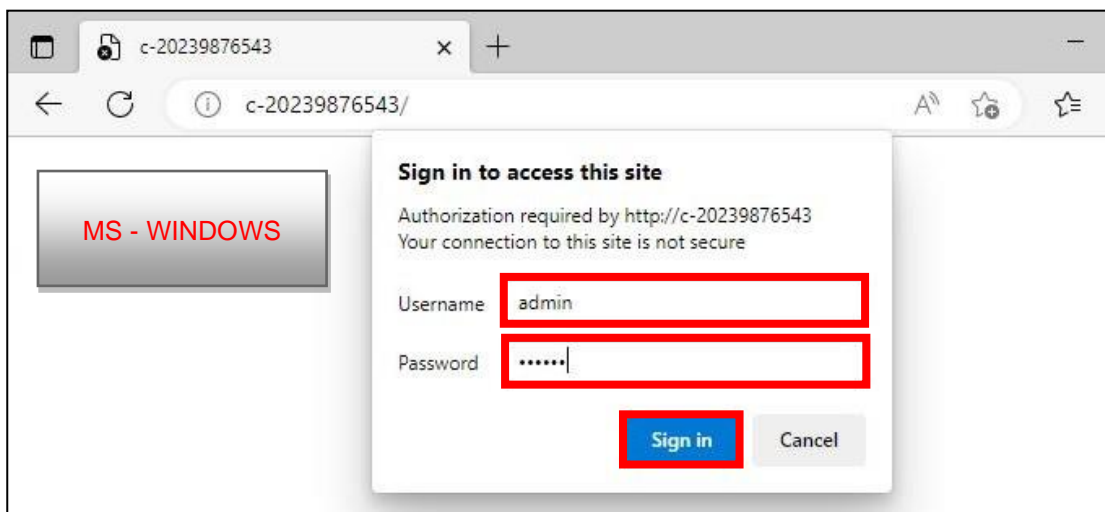 c-20239876543
c-20239876543/
MS - WINDOWS
Sign in to access this site
Authorization required by http://c-20239876543
Your connection to this site is not secure
Username admin
Password ••••••
Sign in Cancel